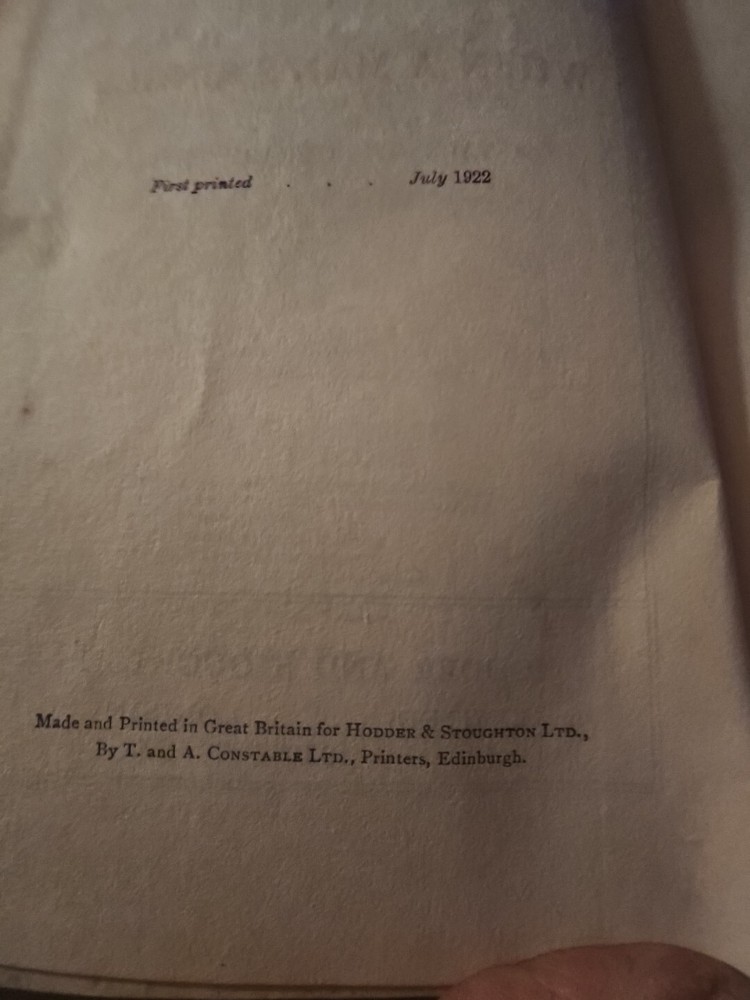 First printed . . . July 1922
Made and Printed in Great Britain for HODDER & STOUGHTON LTD.,
By T. and A. CONSTABLE LTD., Printers, Edinburgh.